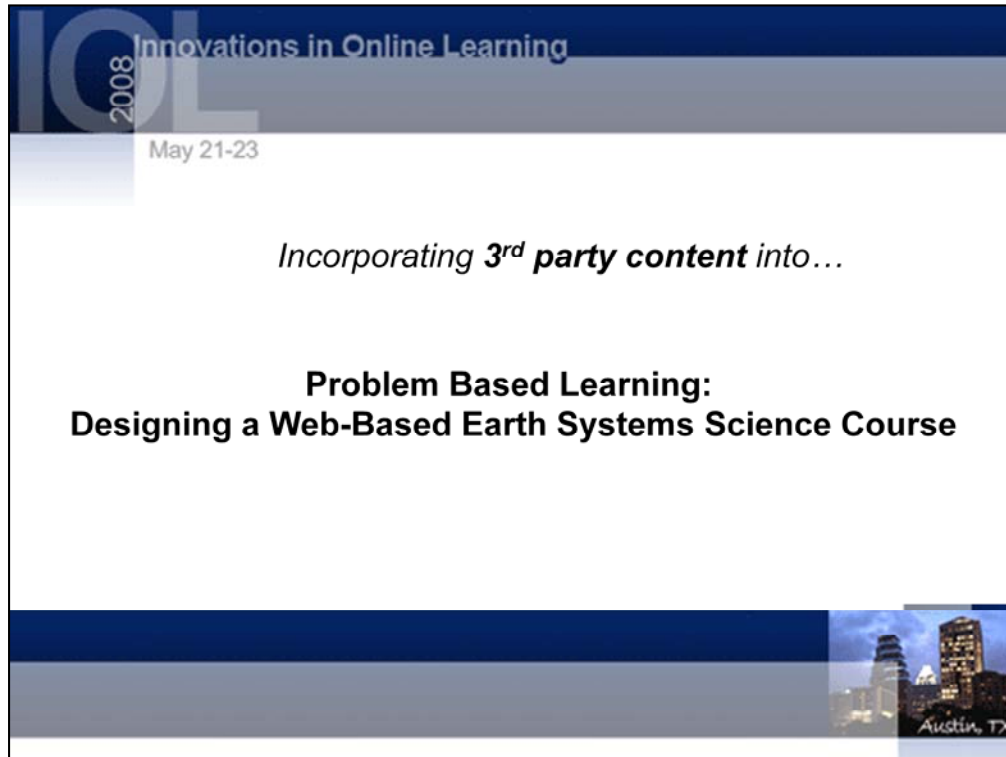 IOL
2008
Innovations in Online Learning
May 21-23
Incorporating 3rd party content into…
Problem Based Learning:
Designing a Web-Based Earth Systems Science Course
Austin, TX